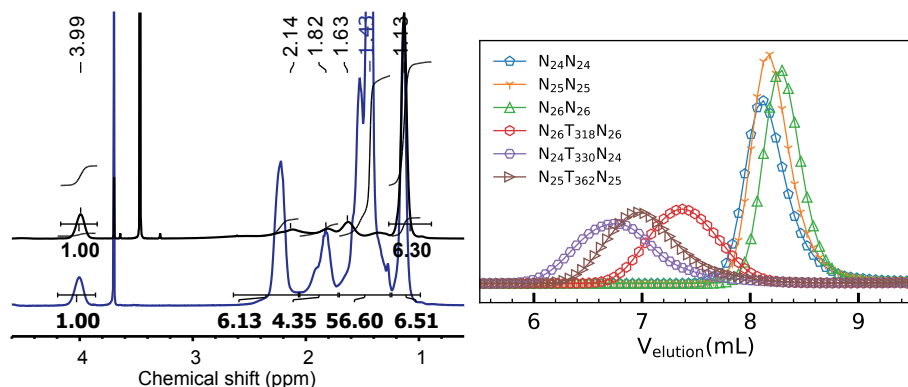 3.99
2.14
1.82
1.63
1.43
1.13
1.00
6.30
1.00
6.13
4.35
56.60
6.51
4
3
2
1
Chemical shift (ppm)
N₂₄N₂₄
N₂₅N₂₅
N₂₆N₂₆
N₂₆T₃₁₈N₂₆
N₂₄T₃₃₀N₂₄
N₂₅T₃₆₂N₂₅
6
7
8
9
V_elution(mL)